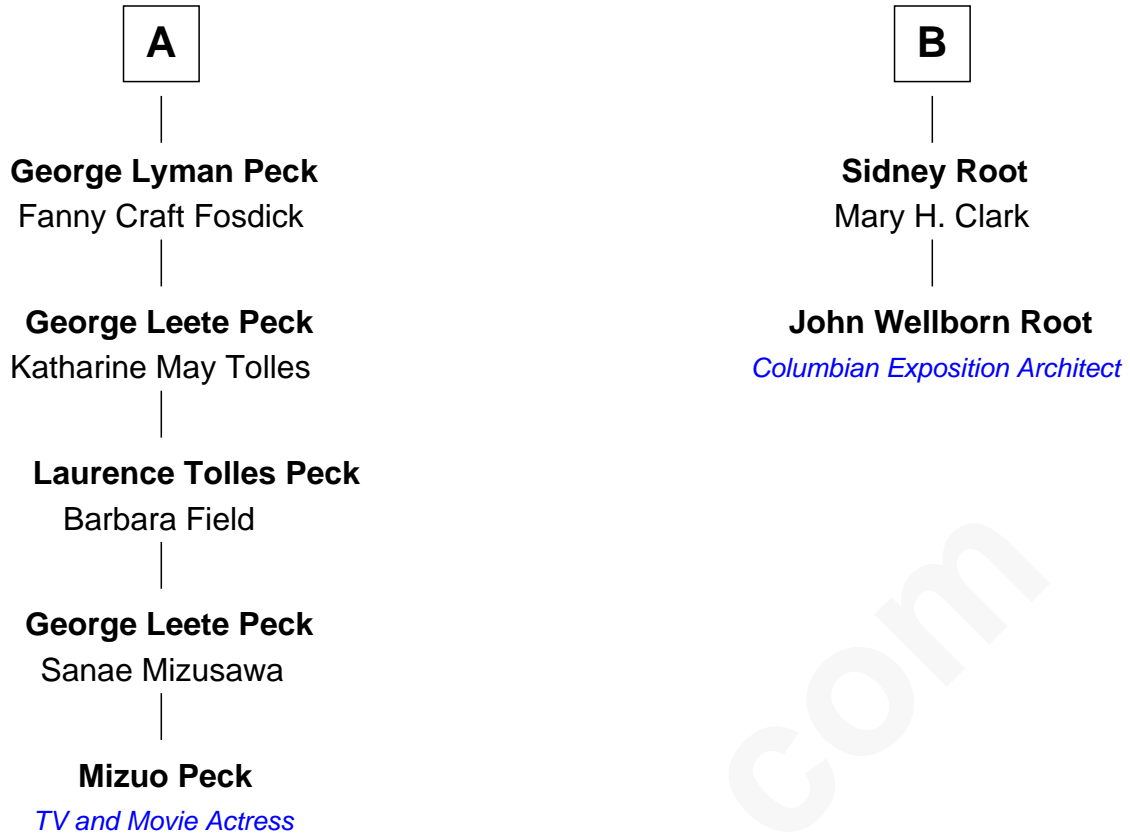 A
George Lyman Peck
Fanny Craft Fosdick
George Leete Peck
Katharine May Tolles
Laurence Tolles Peck
Barbara Field
George Leete Peck
Sanae Mizusawa
Mizuo Peck
TV and Movie Actress
B
Sidney Root
Mary H. Clark
John Wellborn Root
Columbian Exposition Architect
com